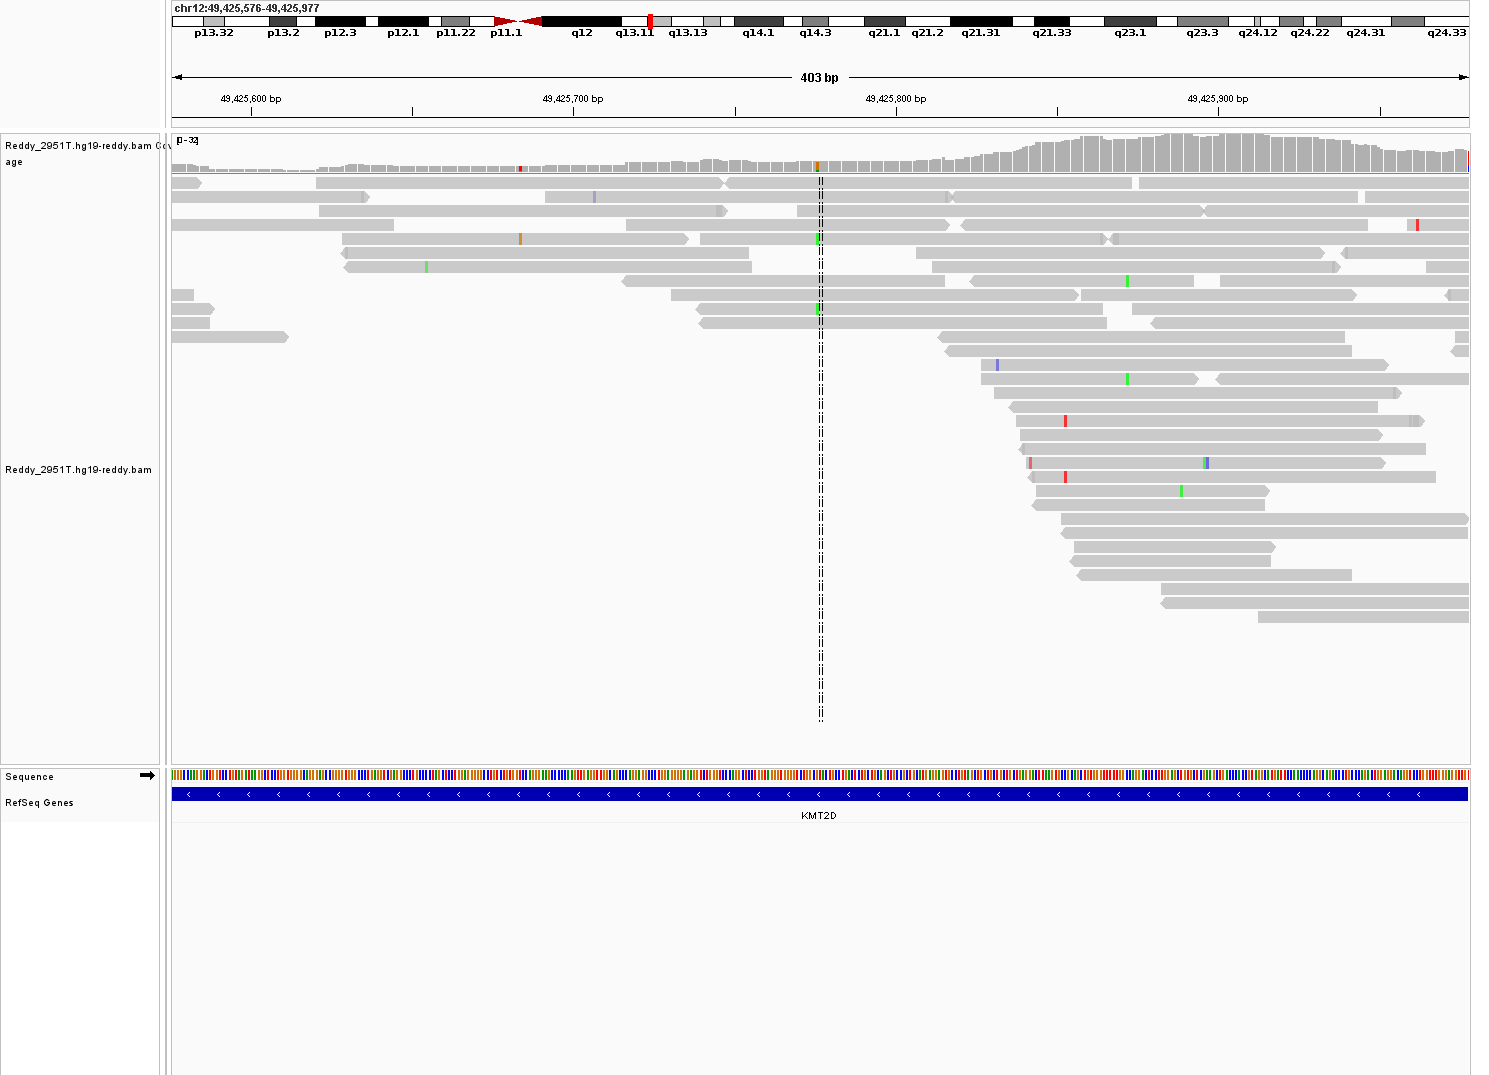 chr12:49,425,576-49,425,977
p13.32 p13.2 p12.3 p12.1 p11.22 p11.1 q12 q13.11 q13.13 q14.1 q14.3 q21.1 q21.2 q21.31 q21.33 q23.1 q23.3 q24.12 q24.22 q24.31 q24.33
403 bp
49,425,600 bp 49,425,700 bp 49,425,800 bp 49,425,900 bp
[0-32]
Reddy_2951T.hg19-reddy.bam Cov
age
Reddy_2951T.hg19-reddy.bam
Sequence
RefSeq Genes
KMT2D